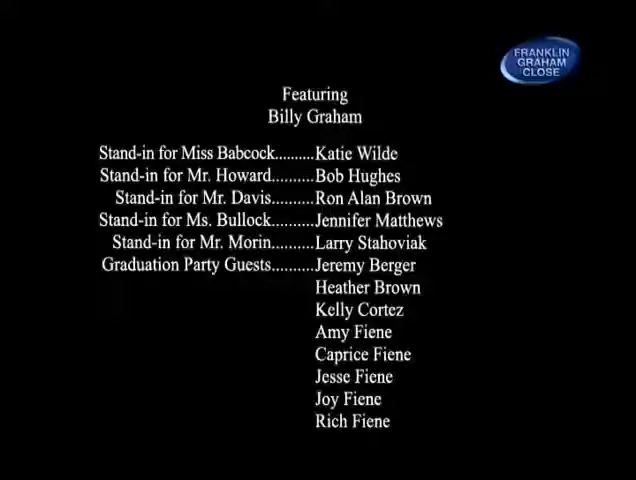 FRANKLIN
GRAHAM
CLOSE
Featuring
Billy Graham
Stand-in for Miss Babcock.........Katie Wilde
Stand-in for Mr. Howard..........Bob Hughes
Stand-in for Mr. Davis..........Ron Alan Brown
Stand-in for Ms. Bullock..........Jennifer Matthews
Stand-in for Mr. Morin..........Larry Stahoviak
Graduation Party Guests..........Jeremy Berger
Heather Brown
Kelly Cortez
Amy Fiene
Caprice Fiene
Jesse Fiene
Joy Fiene
Rich Fiene